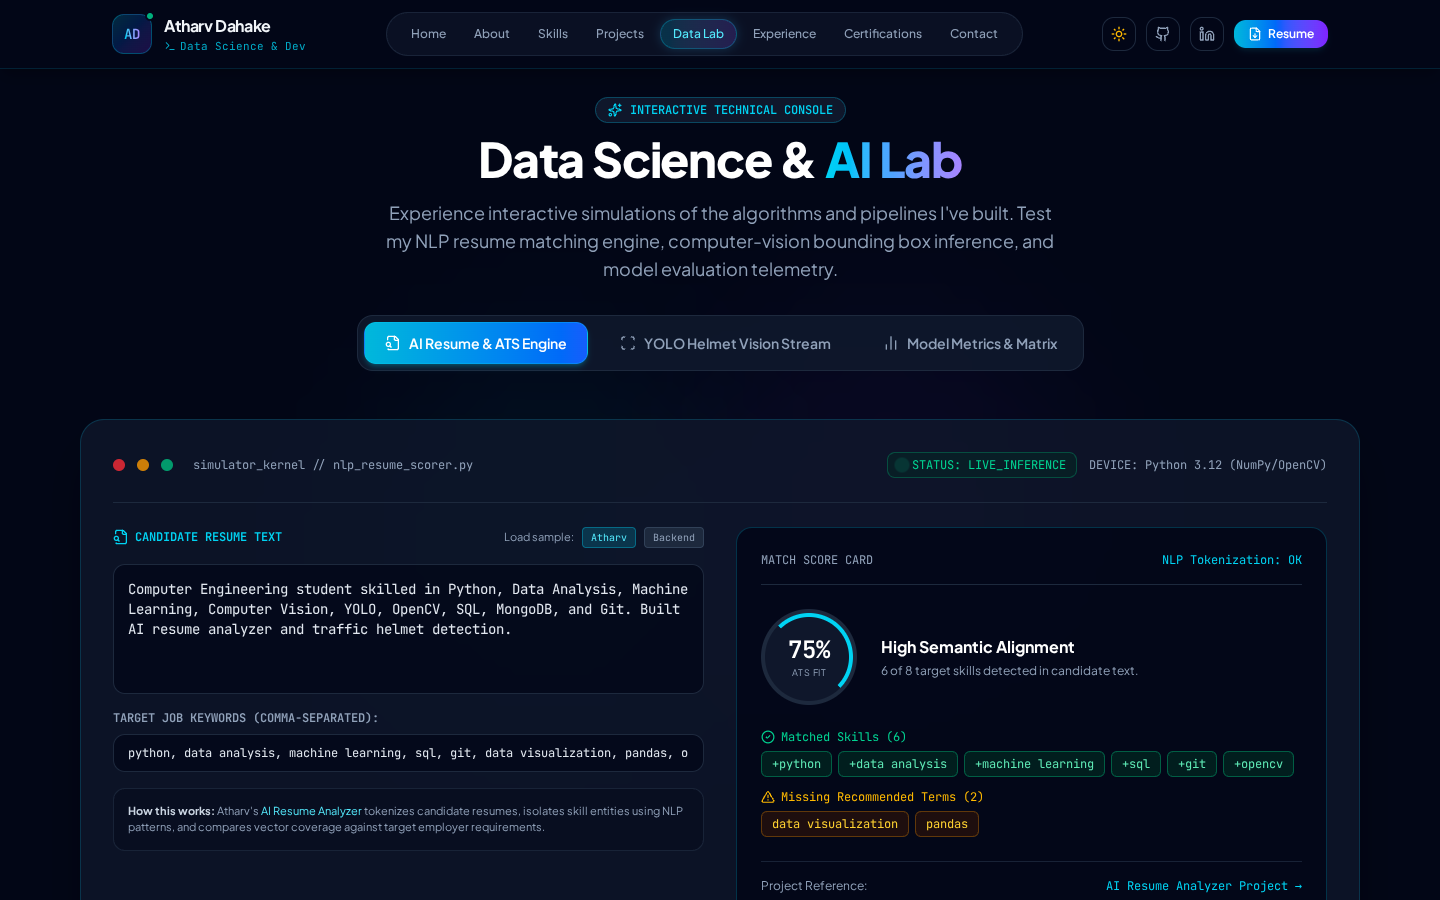 AD
Atharv Dahake
Data Science & Dev
Home
About
Skills
Projects
Data Lab
Experience
Certifications
Contact
Resume
INTERACTIVE TECHNICAL CONSOLE
Data Science & AI Lab
Experience interactive simulations of the algorithms and pipelines I've built. Test
my NLP resume matching engine, computer-vision bounding box inference, and
model evaluation telemetry.
AI Resume & ATS Engine
YOLO Helmet Vision Stream
Model Metrics & Matrix
simulator_kernel // nlp_resume_scorer.py
STATUS: LIVE_INFERENCE
DEVICE: Python 3.12 (NumPy/OpenCV)
CANDIDATE RESUME TEXT
Load sample:
Atharv
Backend
Computer Engineering student skilled in Python, Data Analysis, Machine
Learning, Computer Vision, YOLO, OpenCV, SQL, MongoDB, and Git. Built
AI resume analyzer and traffic helmet detection.
TARGET JOB KEYWORDS (COMMA-SEPARATED):
python, data analysis, machine learning, sql, git, data visualization, pandas, o
How this works: Atharv's AI Resume Analyzer tokenizes candidate resumes, isolates skill entities using NLP
patterns, and compares vector coverage against target employer requirements.
MATCH SCORE CARD
NLP Tokenization: OK
75%
ATS FIT
High Semantic Alignment
6 of 8 target skills detected in candidate text.
Matched Skills (6)
+python
+data analysis
+machine learning
+sql
+git
+opencv
Missing Recommended Terms (2)
data visualization
pandas
Project Reference:
AI Resume Analyzer Project →